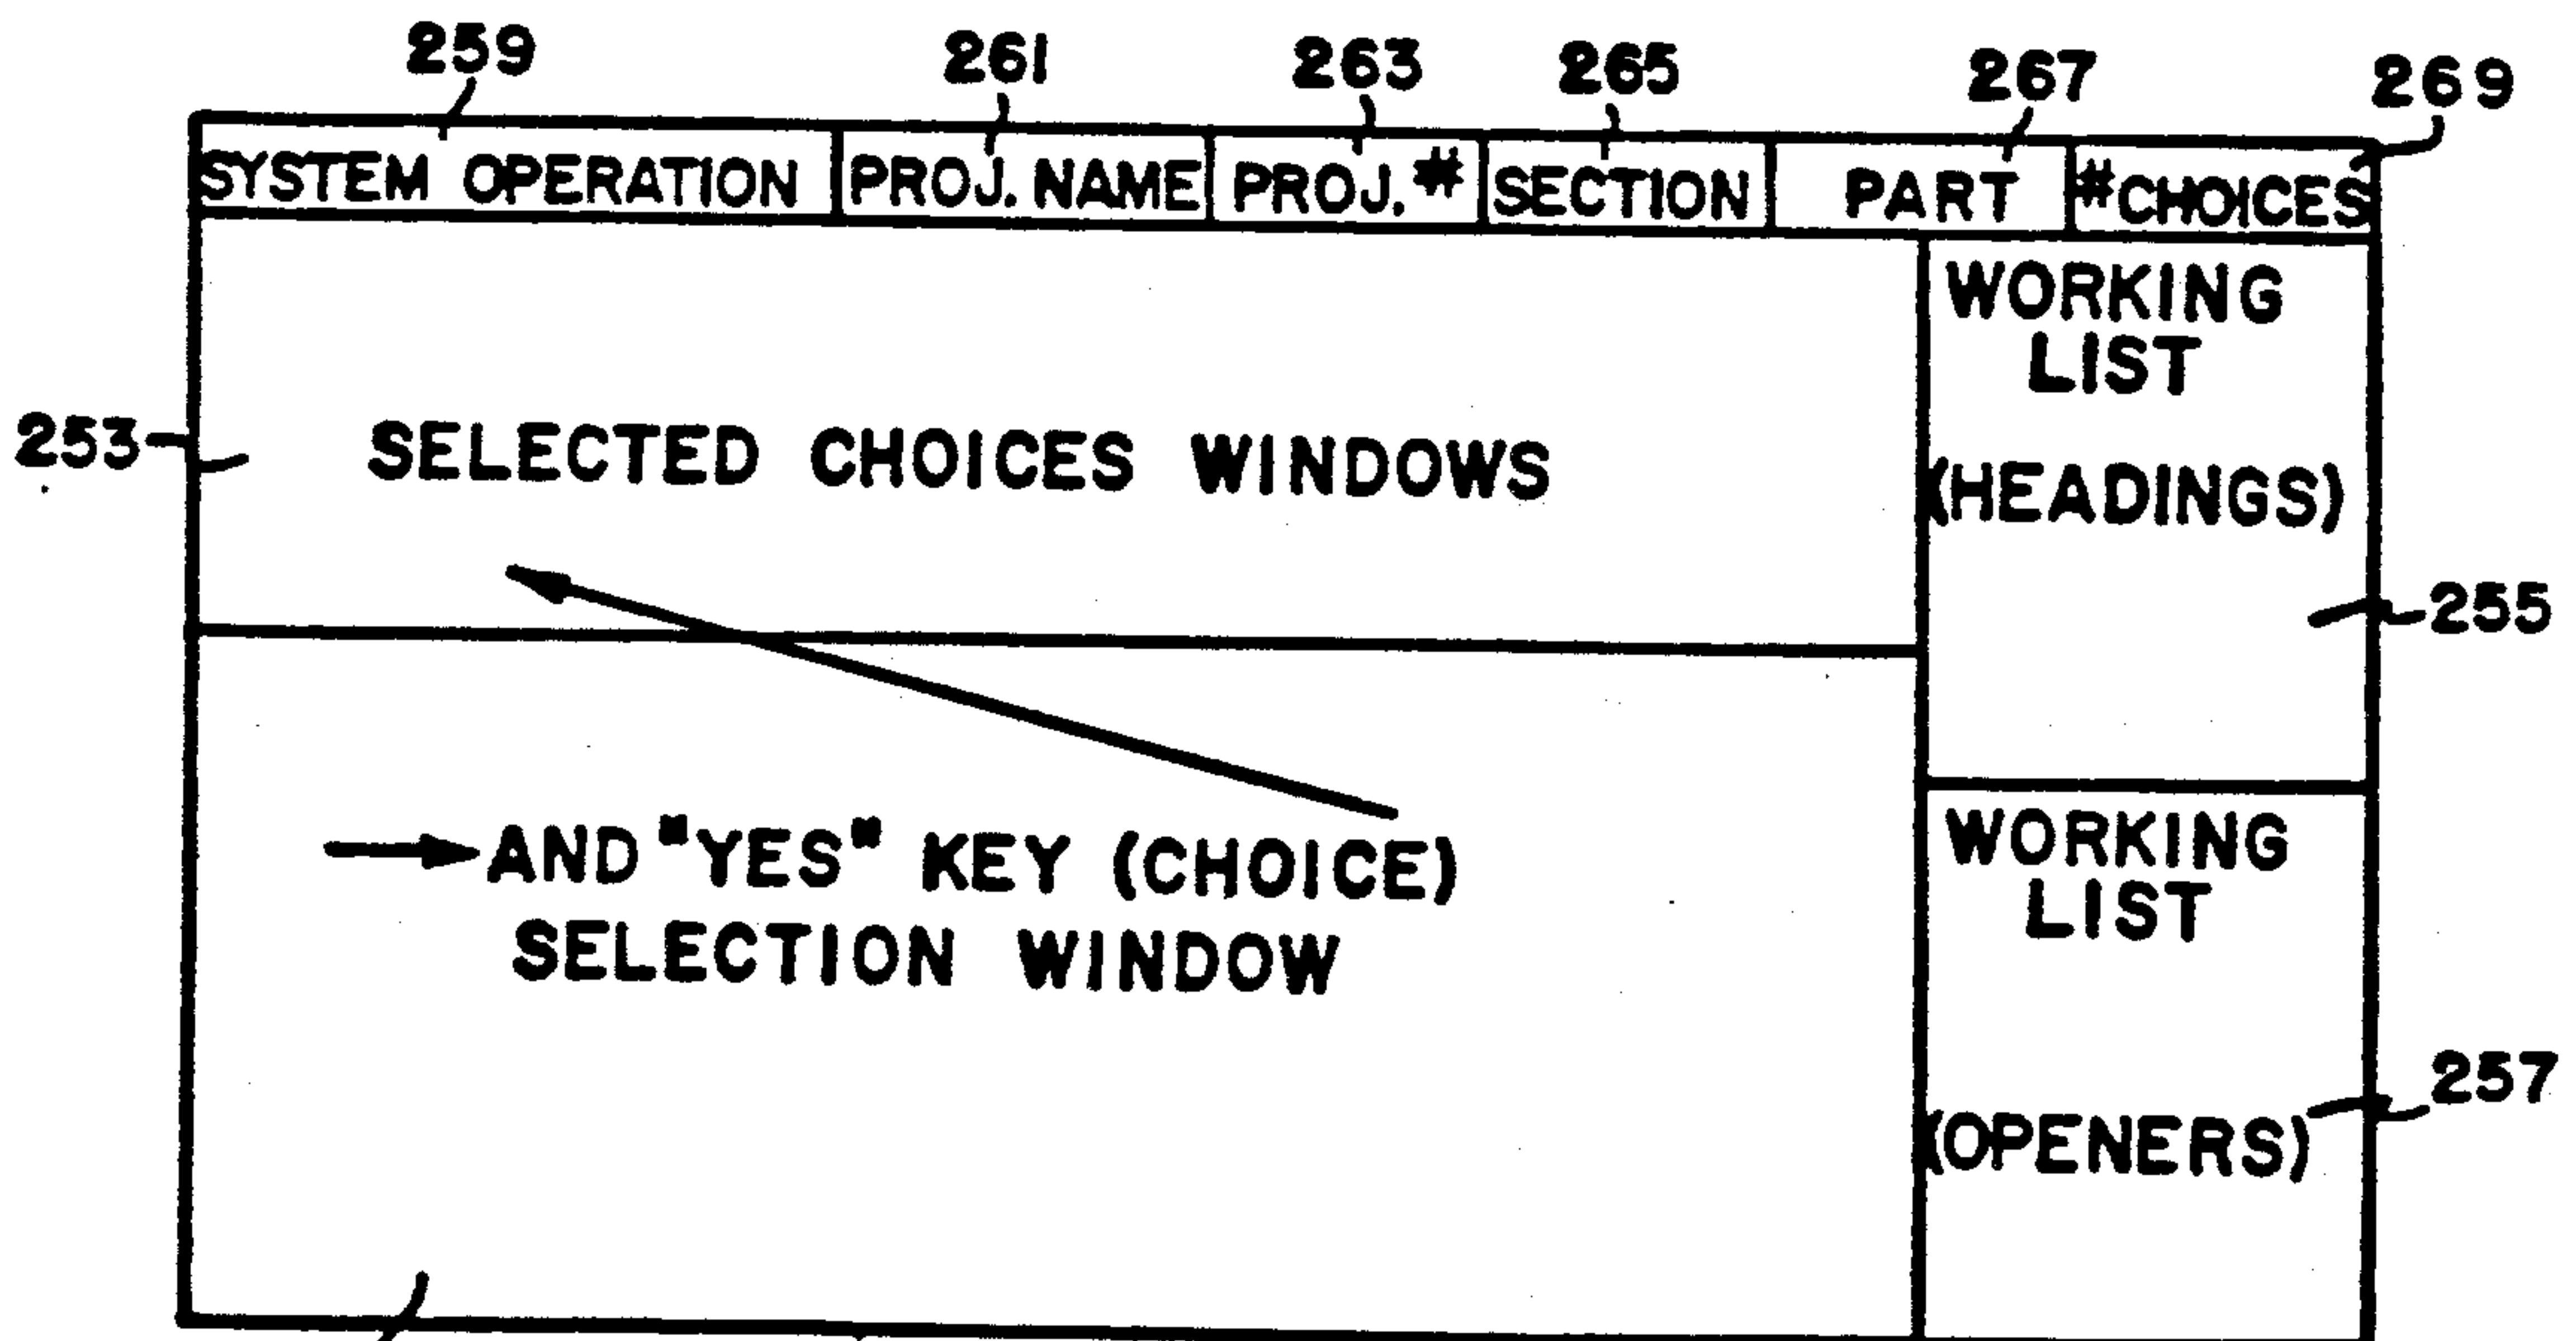 259 261 263 265 267 269
SYSTEM OPERATION PROJ. NAME PROJ. # SECTION PART #CHOICES
253
SELECTED CHOICES WINDOWS
WORKING
LIST
(HEADINGS)
255
→ AND "YES" KEY (CHOICE)
SELECTION WINDOW
WORKING
LIST
(OPENERS)
257